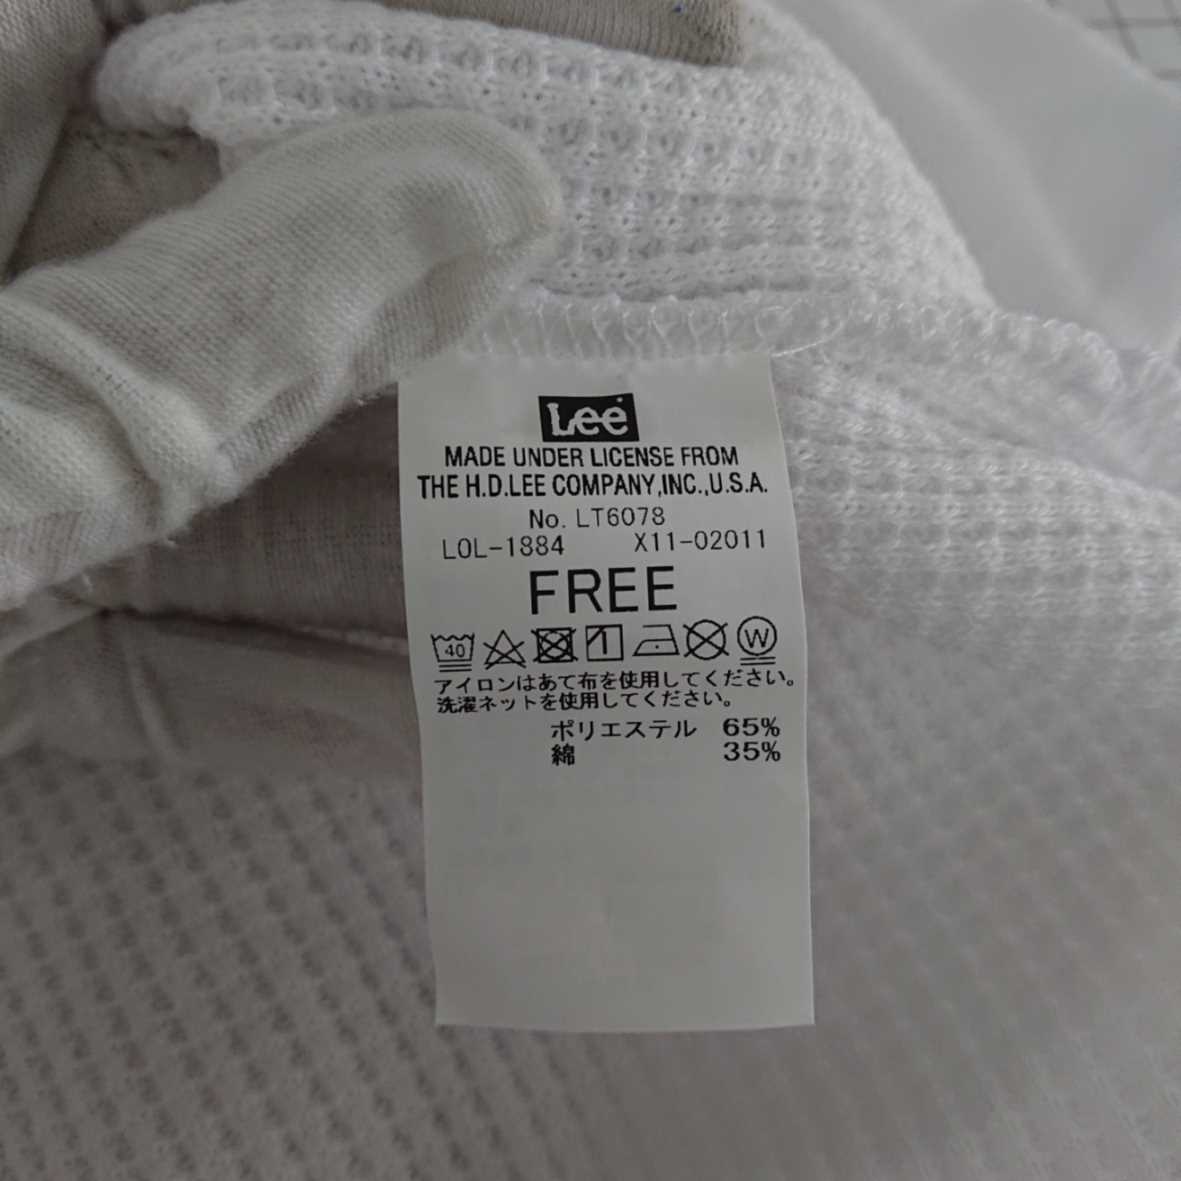 Lee
MADE UNDER LICENSE FROM
THE H.D.LEE COMPANY,INC.,U.S.A.
No. LT6078
LOL-1884 X11-02011
FREE
40 W
アイロンはあて布を使用してください。
洗濯ネットを使用してください。
ポリエステル 65%
綿 35%